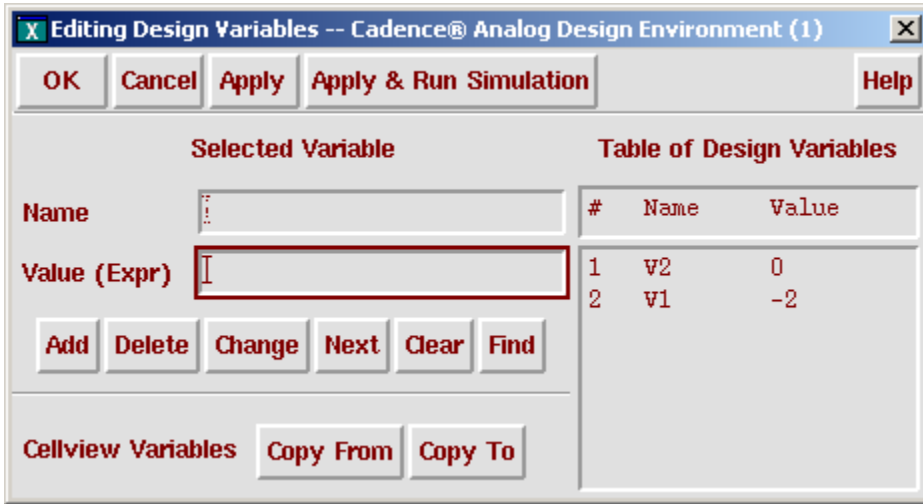 X Editing Design Variables -- Cadence® Analog Design Environment (1) X
OK Cancel Apply Apply & Run Simulation Help
Selected Variable
Name
Value (Expr)
Add Delete Change Next Clear Find
Cellview Variables Copy From Copy To
Table of Design Variables
# Name Value
1 V2 0
2 V1 -2